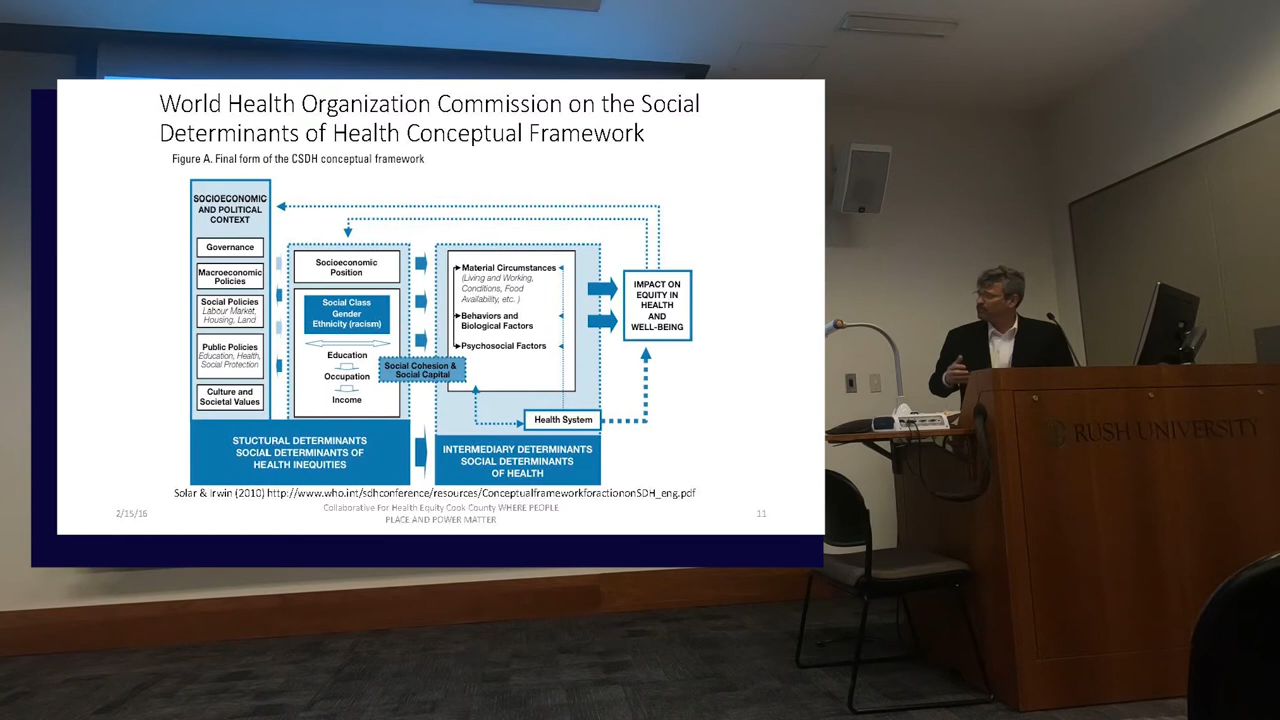 World Health Organization Commission on the Social
Determinants of Health Conceptual Framework
Figure A. Final form of the CSDH conceptual framework
SOCIOECONOMIC
AND POLITICAL
CONTEXT
Governance
Macroeconomic
Policies
Social Policies
Labour Market,
Housing, Land
Public Policies
Education, Health,
Social Protection
Culture and
Societal Values
Socioeconomic
Position
Social Class
Gender
Ethnicity (racism)
Education
Occupation
Income
STUCTURAL DETERMINANTS
SOCIAL DETERMINANTS OF
HEALTH INEQUITIES
Social Cohesion &
Social Capital
Material Circumstances
(Living and Working,
Conditions, Food
Availability, etc. )
Behaviors and
Biological Factors
Psychosocial Factors
Health System
INTERMEDIARY DETERMINANTS
SOCIAL DETERMINANTS
OF HEALTH
IMPACT ON
EQUITY IN
HEALTH
AND
WELL-BEING
Solar & Irwin (2010) http://www.who.int/sdhconference/resources/ConceptualframeworkforactiononSDH_eng.pdf
2/15/16
Collaborative For Health Equity Cook County WHERE PEOPLE
PLACE AND POWER MATTER
11
RUSH UNIVERSITY